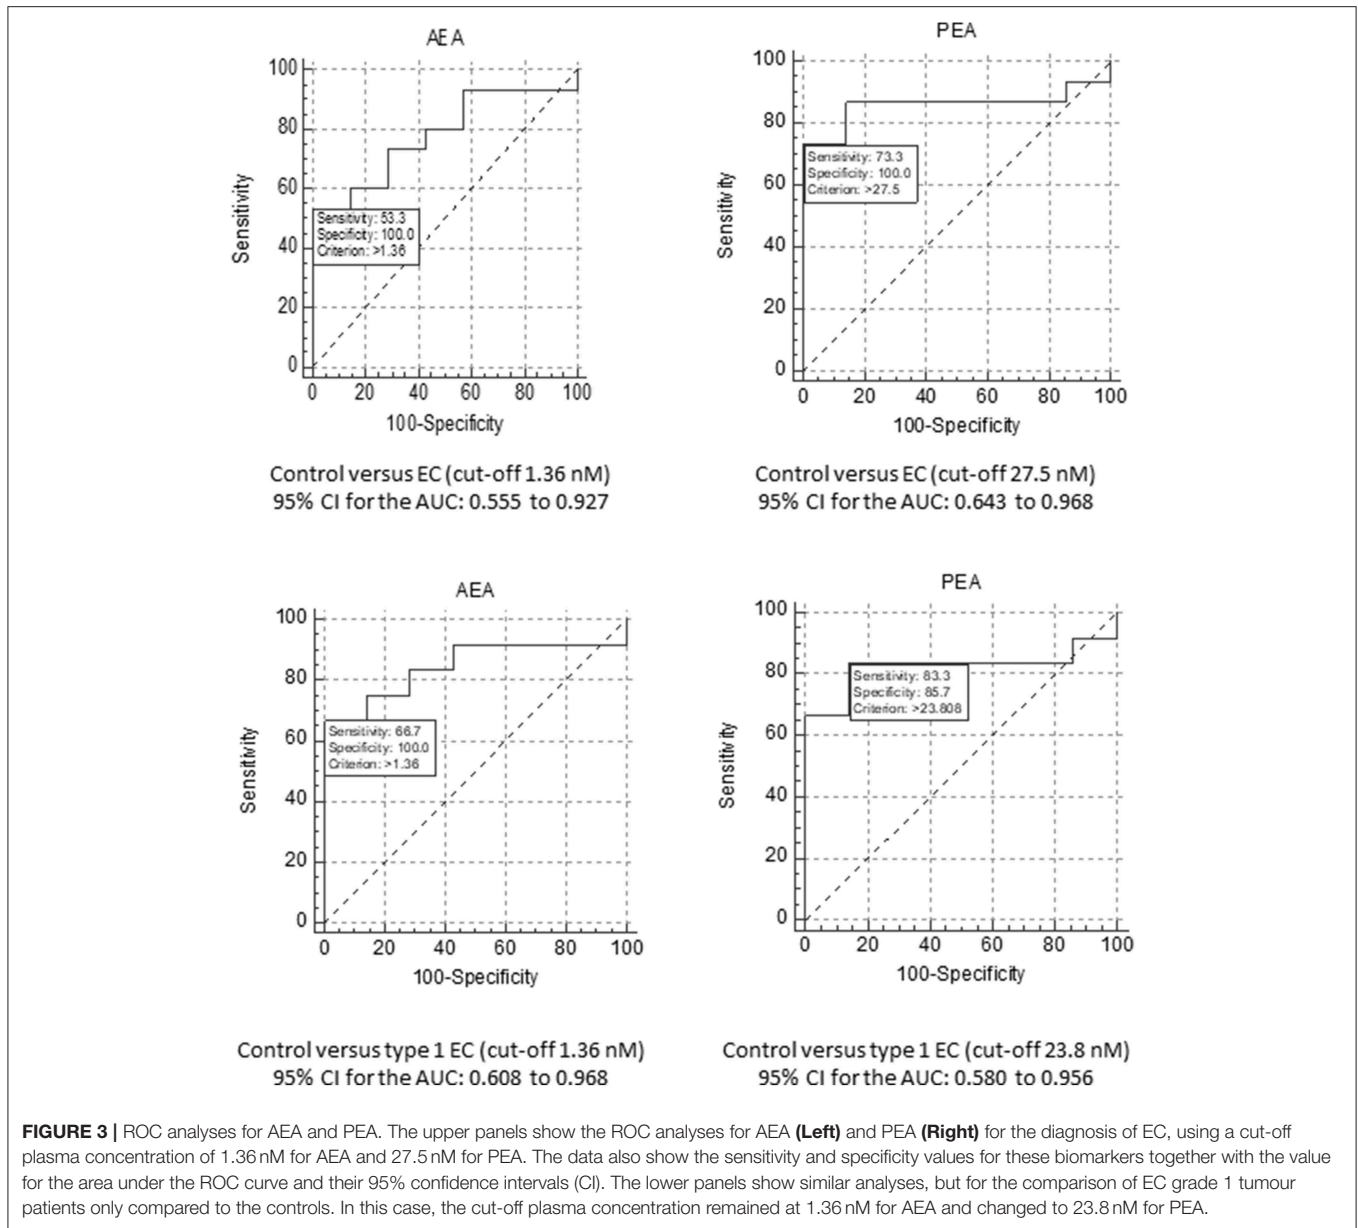 AEA
100
80
60
40
20
0
Sensitivity
Sensitivity: 53.3
Specificity: 100.0
Criterion: >1.36
0 20 40 60 80 100
100-Specificity
Control versus EC (cut-off 1.36 nM)
95% CI for the AUC: 0.555 to 0.927
PEA
100
80
60
40
20
0
Sensitivity
Sensitivity: 73.3
Specificity: 100.0
Criterion: >27.5
0 20 40 60 80 100
100-Specificity
Control versus EC (cut-off 27.5 nM)
95% CI for the AUC: 0.643 to 0.968
AEA
100
80
60
40
20
0
Sensitivity
Sensitivity: 66.7
Specificity: 100.0
Criterion: >1.36
0 20 40 60 80 100
100-Specificity
Control versus type 1 EC (cut-off 1.36 nM)
95% CI for the AUC: 0.608 to 0.968
PEA
100
80
60
40
20
0
Sensitivity
Sensitivity: 83.3
Specificity: 85.7
Criterion: >23.808
0 20 40 60 80 100
100-Specificity
Control versus type 1 EC (cut-off 23.8 nM)
95% CI for the AUC: 0.580 to 0.956
FIGURE 3 | ROC analyses for AEA and PEA. The upper panels show the ROC analyses for AEA (Left) and PEA (Right) for the diagnosis of EC, using a cut-off
plasma concentration of 1.36 nM for AEA and 27.5 nM for PEA. The data also show the sensitivity and specificity values for these biomarkers together with the value
for the area under the ROC curve and their 95% confidence intervals (CI). The lower panels show similar analyses, but for the comparison of EC grade 1 tumour
patients only compared to the controls. In this case, the cut-off plasma concentration remained at 1.36 nM for AEA and changed to 23.8 nM for PEA.